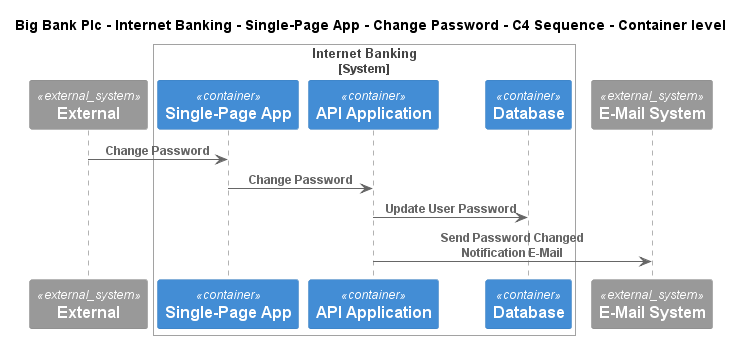 Big Bank Plc - Internet Banking - Single-Page App - Change Password - C4 Sequence - Container level
Internet Banking
[System]
«external_system»
External
«container»
Single-Page App
«container»
API Application
«container»
Database
«external_system»
E-Mail System
Change Password
Change Password
Update User Password
Send Password Changed
Notification E-Mail
«external_system»
External
«container»
Single-Page App
«container»
API Application
«container»
Database
«external_system»
E-Mail System